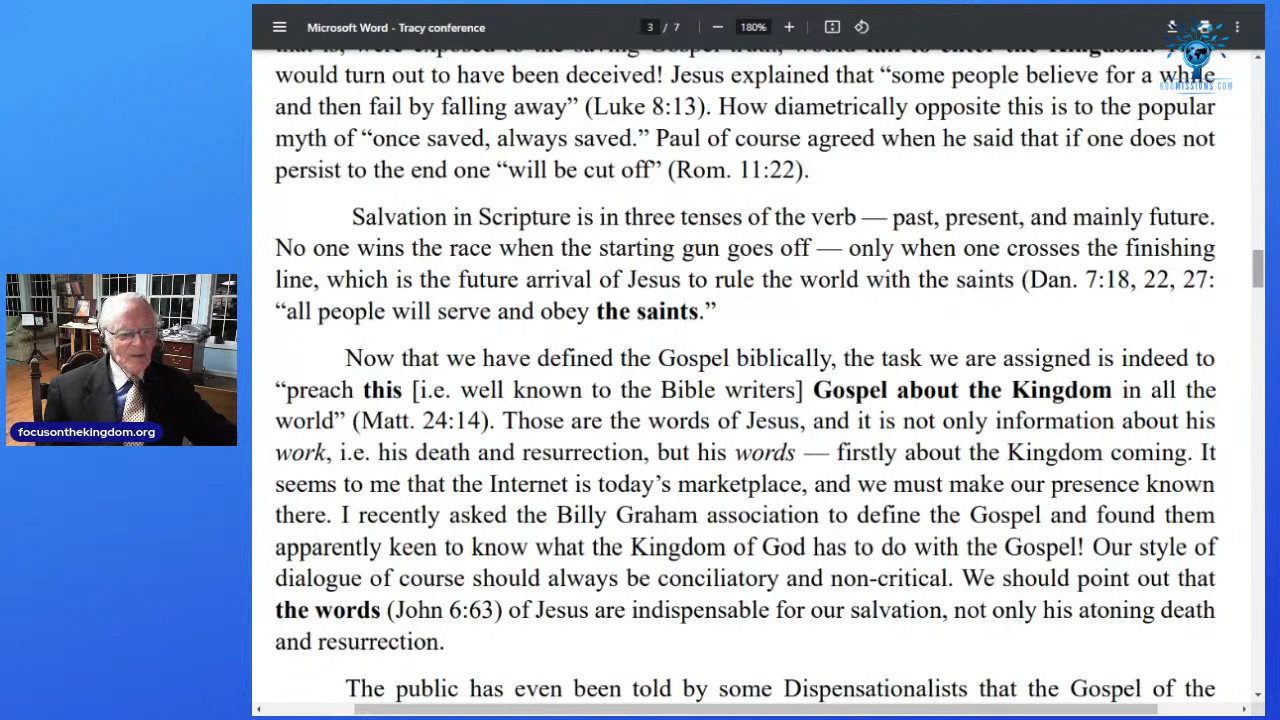 Microsoft Word - Tracy conference
3 / 7
180%
would turn out to have been deceived! Jesus explained that “some people believe for a while
and then fail by falling away” (Luke 8:13). How diametrically opposite this is to the popular
myth of “once saved, always saved.” Paul of course agreed when he said that if one does not
persist to the end one “will be cut off” (Rom. 11:22).
Salvation in Scripture is in three tenses of the verb — past, present, and mainly future.
No one wins the race when the starting gun goes off — only when one crosses the finishing
line, which is the future arrival of Jesus to rule the world with the saints (Dan. 7:18, 22, 27:
“all people will serve and obey the saints.”
Now that we have defined the Gospel biblically, the task we are assigned is indeed to
“preach this [i.e. well known to the Bible writers] Gospel about the Kingdom in all the
world” (Matt. 24:14). Those are the words of Jesus, and it is not only information about his
work, i.e. his death and resurrection, but his words — firstly about the Kingdom coming. It
seems to me that the Internet is today’s marketplace, and we must make our presence known
there. I recently asked the Billy Graham association to define the Gospel and found them
apparently keen to know what the Kingdom of God has to do with the Gospel! Our style of
dialogue of course should always be conciliatory and non-critical. We should point out that
the words (John 6:63) of Jesus are indispensable for our salvation, not only his atoning death
and resurrection.
The public has even been told by some Dispensationalists that the Gospel of the
focusonthekingdom.org